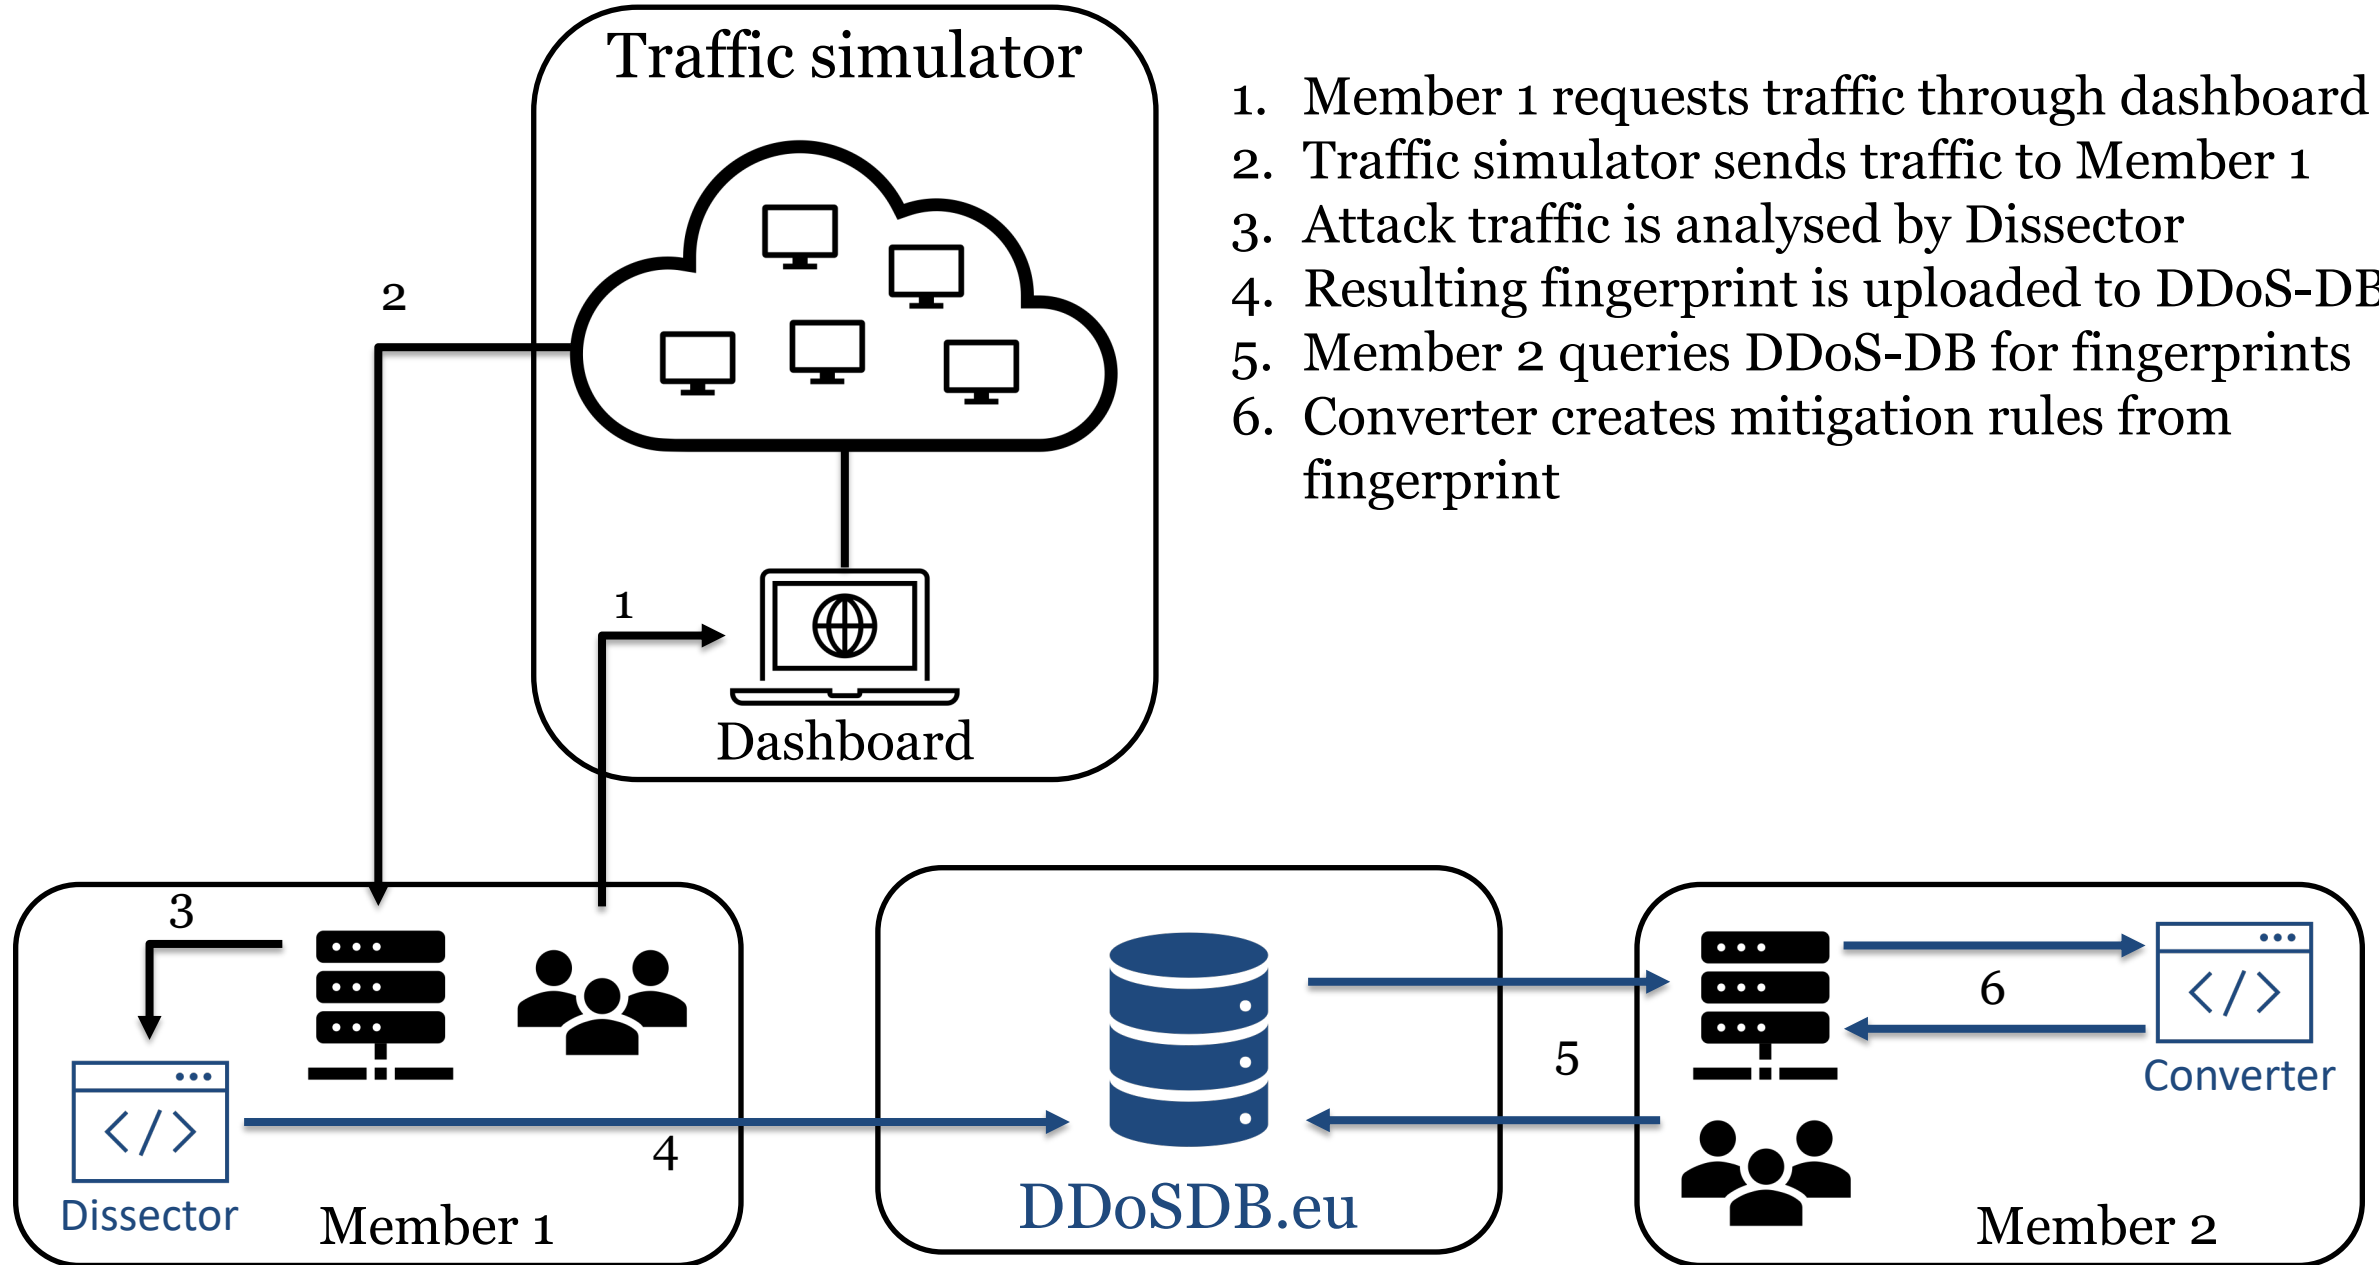 Traffic simulator
1. Member 1 requests traffic through dashboard
2. Traffic simulator sends traffic to Member 1
3. Attack traffic is analysed by Dissector
4. Resulting fingerprint is uploaded to DDoS-DB
5. Member 2 queries DDoS-DB for fingerprints
6. Converter creates mitigation rules from
fingerprint
2
1
Dashboard
3
4
Dissector
Member 1
DDoSDB.eu
5
6
Converter
Member 2